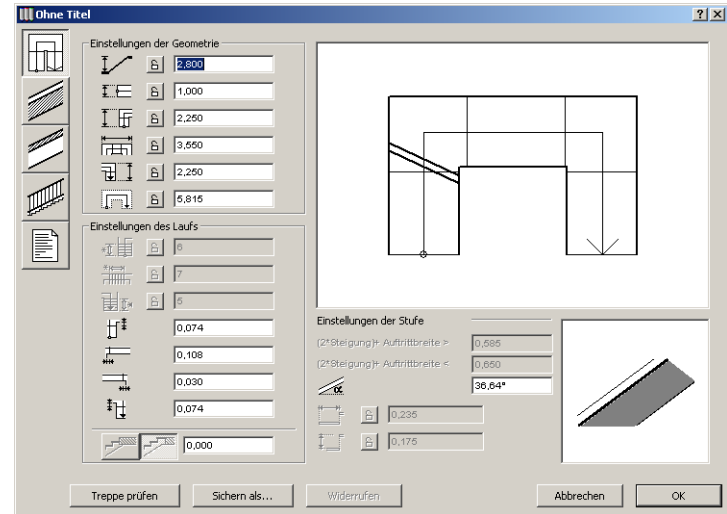 Ohne Titel
Einstellungen der Geometrie
2,800
1,000
2,250
3,550
2,250
5,815
Einstellungen des Laufs
6
7
5
0,074
0,108
0,030
0,074
0,000
Einstellungen der Stufe
(2*Steigung)+ Auftrittbreite > 0,585
(2*Steigung)+ Auftrittbreite < 0,650
α 36,64°
0,235
0,175
Treppe prüfen Sichern als... Widerrufen Abbrechen OK